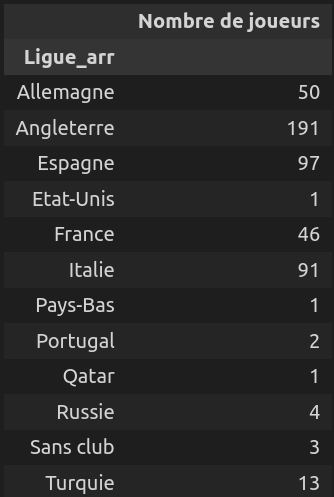 Nombre de joueurs
Ligue_arr
Allemagne 50
Angleterre 191
Espagne 97
Etat-Unis 1
France 46
Italie 91
Pays-Bas 1
Portugal 2
Qatar 1
Russie 4
Sans club 3
Turquie 13